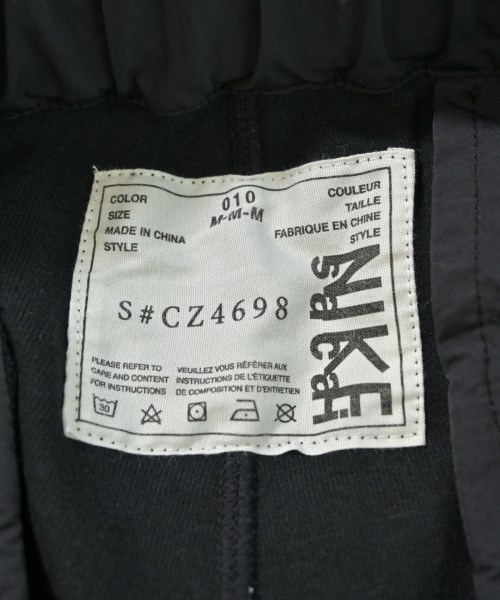 COLOR 010 COULEUR
SIZE M-M-M TAILLE
MADE IN CHINA FABRIQUE EN CHINE
STYLE STYLE
S#CZ4698
NIKE
sacai
PLEASE REFER TO
CARE AND CONTENT
FOR INSTRUCTIONS
VEUILLEZ VOUS RÉFÉRER AUX
INSTRUCTIONS DE L'ÉTIQUETTE
DE COMPOSITION ET D'ENTRETIEN
30